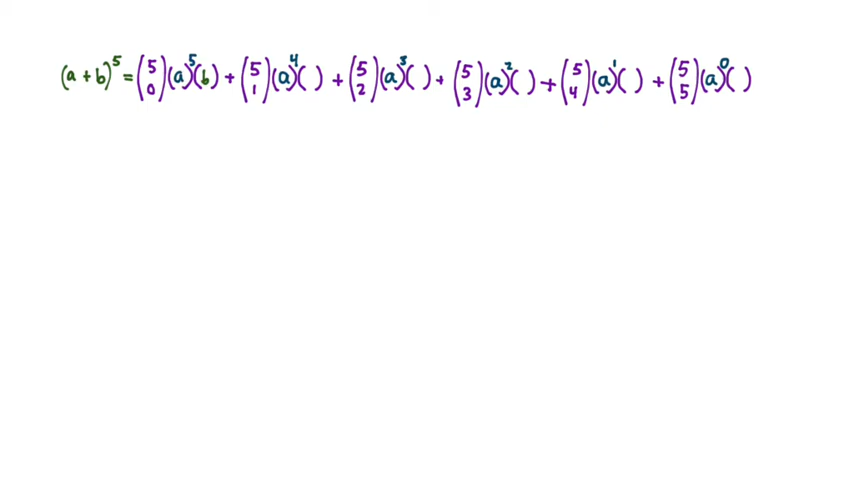 (a + b)^5 = (5 0)(a)^5(b) + (5 1)(a)^4( ) + (5 2)(a)^3( ) + (5 3)(a)^2( ) + (5 4)(a)^1( ) + (5 5)(a)^0( )